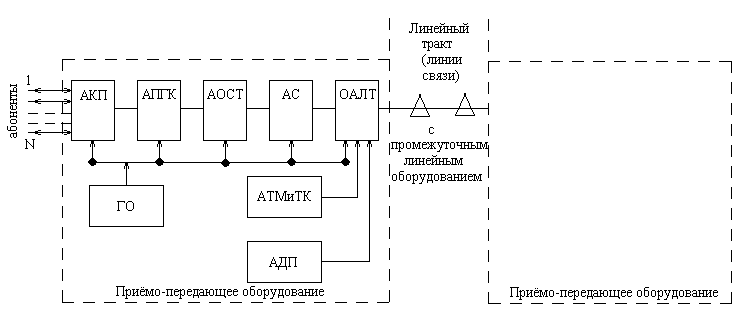 Линейный
тракт
(линии
связи)
абоненты
1
N
АКП
АПГК
АОСТ
АС
ОАЛТ
с
промежуточным
линейным
оборудованием
ГО
АТМиТК
АДП
Приёмо-передающее оборудование
Приёмо-передающее оборудование